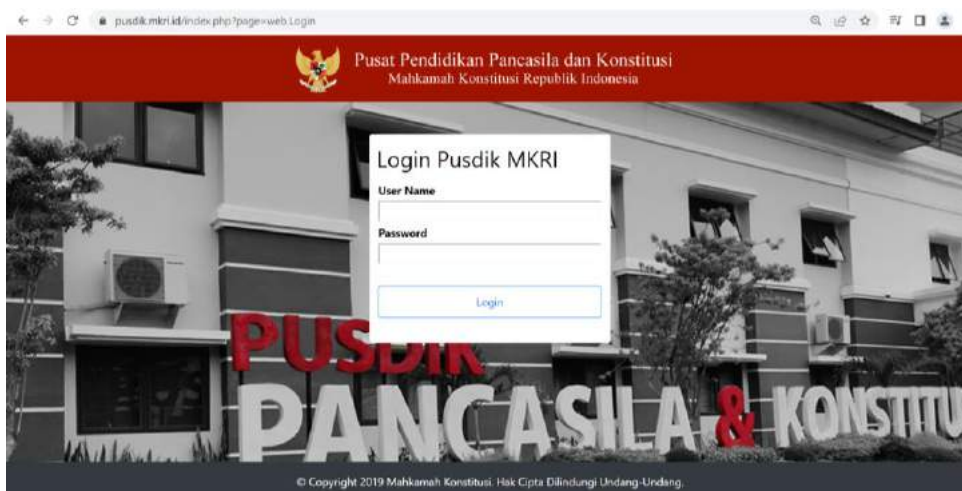 pusdik.mkri.id/index.php?page=web.Login
Pusat Pendidikan Pancasila dan Konstitusi
Mahkamah Konstitusi Republik Indonesia
Login Pusdik MKRI
User Name
Password
Login
PUSDIK
PANCASILA & KONSTITU
© Copyright 2019 Mahkamah Konstitusi. Hak Cipta Dilindungi Undang-Undang.